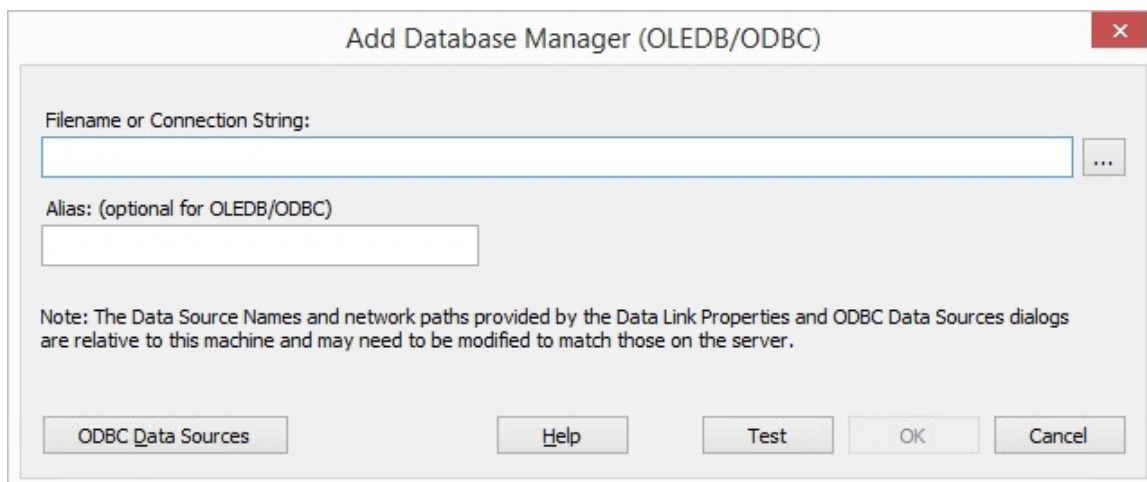 Add Database Manager (OLEDB/ODBC)
Filename or Connection String:
...
Alias: (optional for OLEDB/ODBC)
Note: The Data Source Names and network paths provided by the Data Link Properties and ODBC Data Sources dialogs
are relative to this machine and may need to be modified to match those on the server.
ODBC Data Sources Help Test OK Cancel